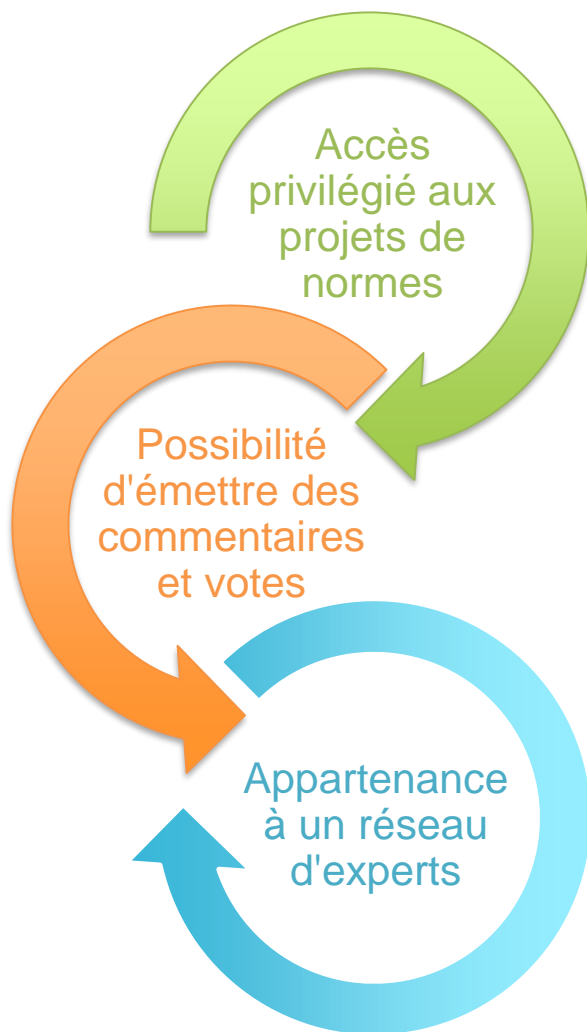 Accès
privilégié aux
projets de
normes
Possibilité
d'émettre des
commentaires
et votes
Appartenance
à un réseau
d'experts